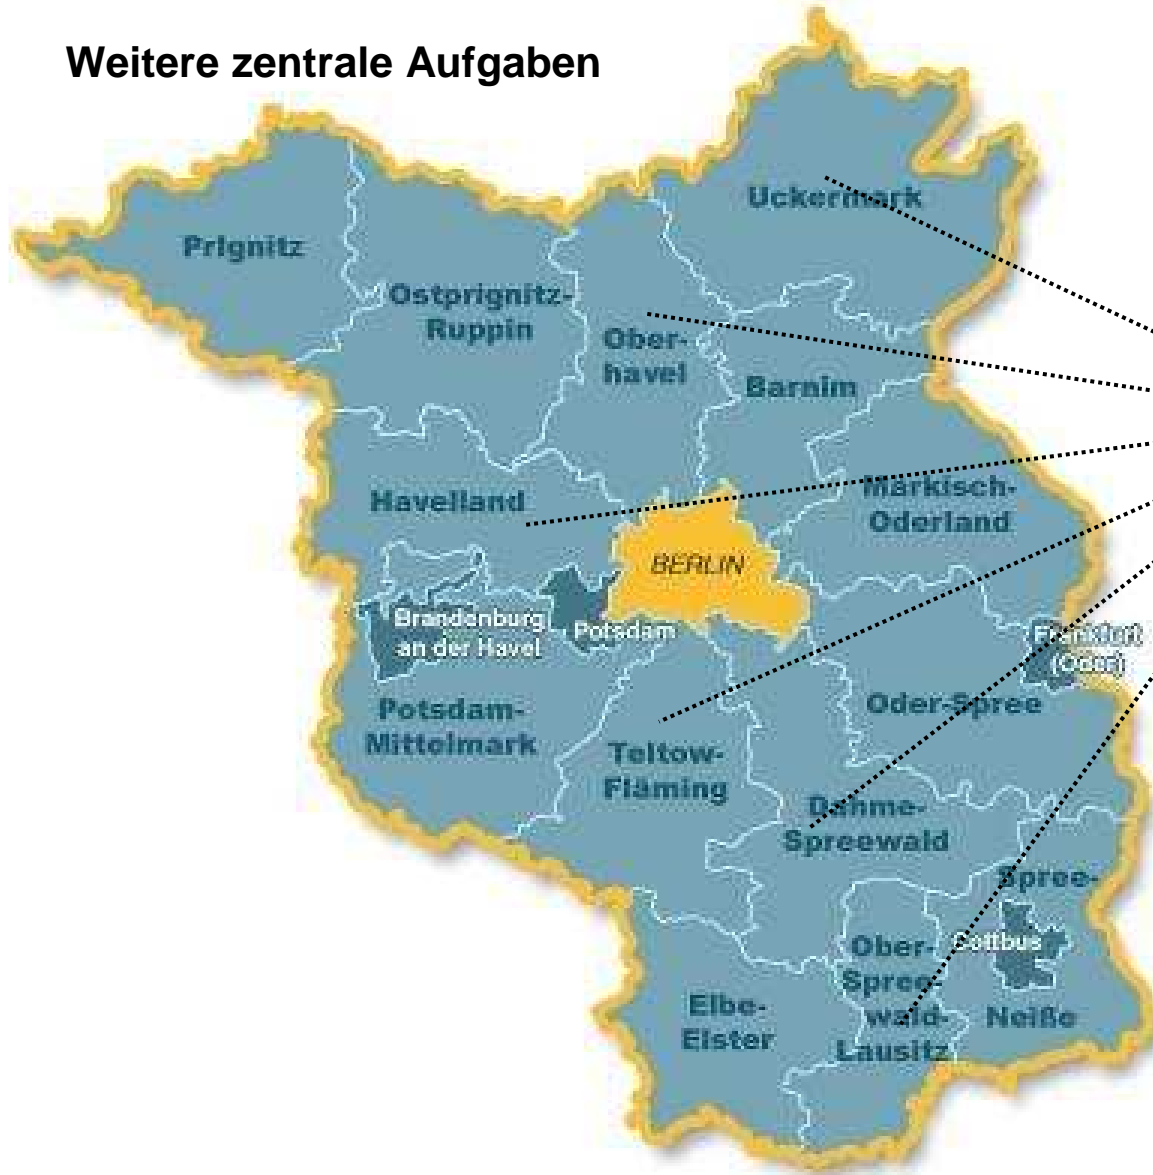 Weitere zentrale Aufgaben
Uckermark
Prignitz
Ostprignitz-
Ruppin
Ober-
havel
Barnim
Havelland
Märkisch-
Oderland
BERLIN
Brandenburg
an der Havel
Potsdam
Frankfurt
(Oder)
Potsdam-
Mittelmark
Oder-Spree
Teltow-
Fläming
Dahme-
Spreewald
Spree-
Cottbus
Neiße
Ober-
Spree-
wald-
Lausitz
Elbe-
Elster